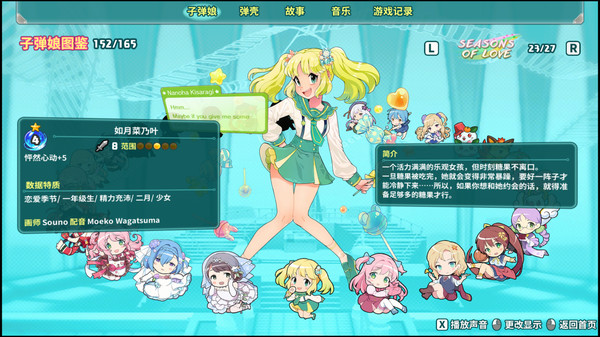 子弹娘 弹壳 故事 音乐 游戏记录
子弹娘图鉴 152/165
L SEASONS OF LOVE 23/27 R
Nanoha Kisaragi
Hmm...
4 如月菜乃叶
8 范围
怦然心动+5
数据特质
恋爱季节/一年级生/精力充沛/二月/少女
画师 Souno 配音 Moeko Wagatsuma
简介
一个活力满满的乐观女孩，但时刻糖果不离口。
一旦糖果被吃完，她就会变得非常暴躁，要好一阵子才
能冷静下来……所以，如果你想和她约会的话，就得准
备足够多的糖果才行。
X 播放声音 更改显示 返回首页